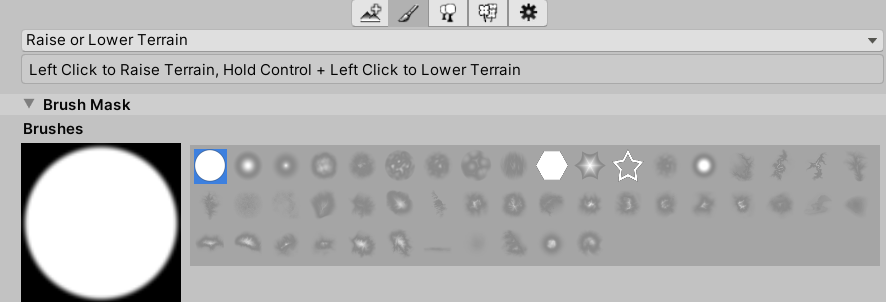 Raise or Lower Terrain
Left Click to Raise Terrain, Hold Control + Left Click to Lower Terrain
Brush Mask
Brushes